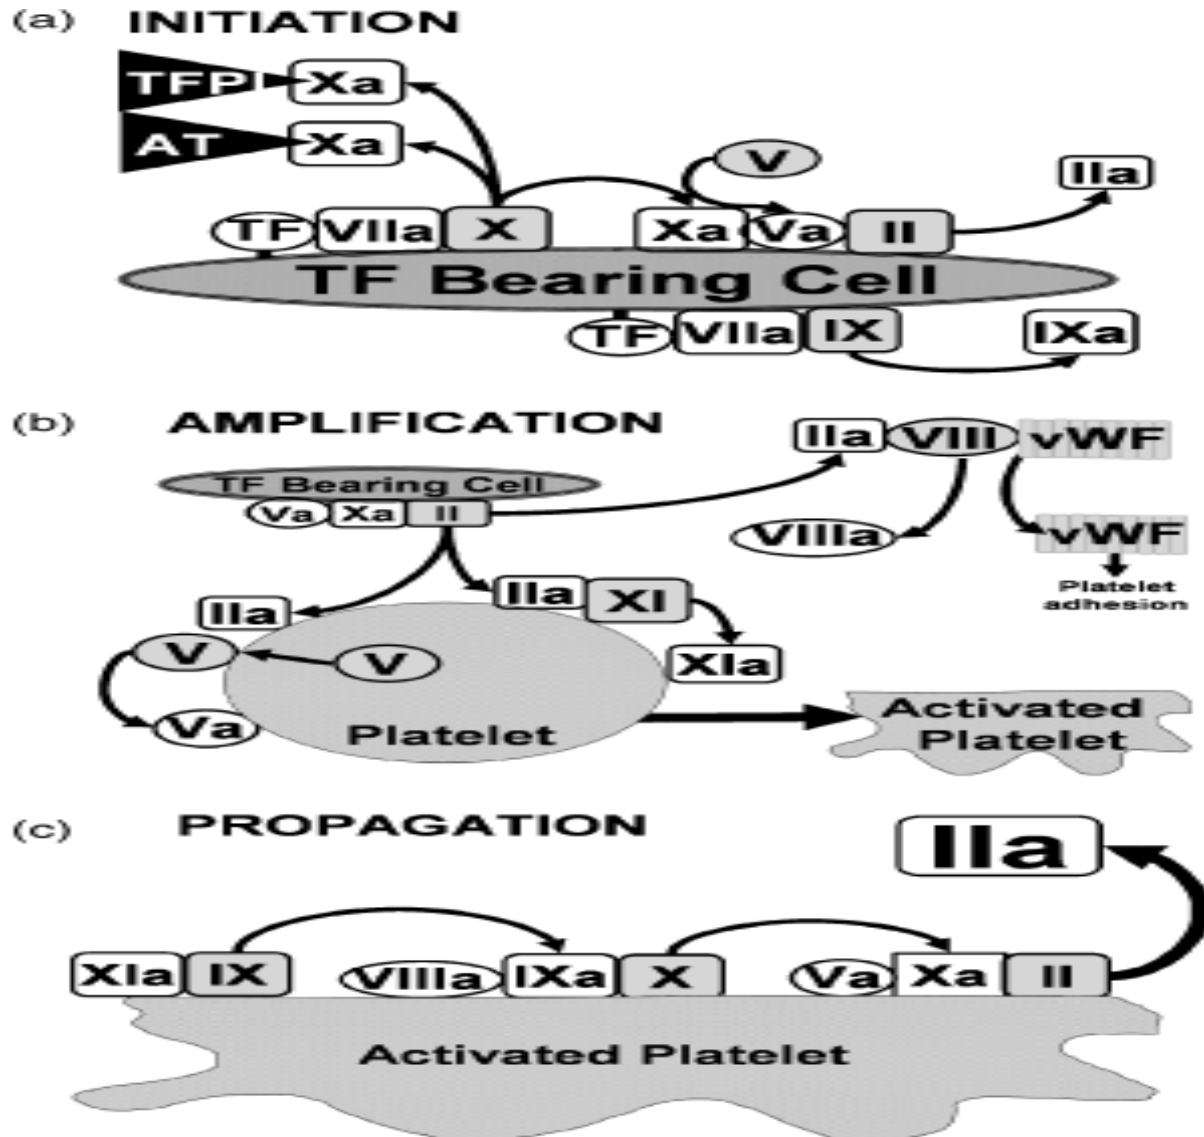 (a) INITIATION
TFP Xa
AT Xa
V
IIa
TF VIIa X Xa Va II
TF Bearing Cell
TF VIIa IX IXa
(b) AMPLIFICATION
IIa VIII vWF
TF Bearing Cell
Va Xa II
VIIIa vWF
Platelet
adhesion
IIa IIa XI
V V XIa
Va Platelet
Activated
Platelet
(c) PROPAGATION
IIa
XIa IX VIIIa IXa X Va Xa II
Activated Platelet